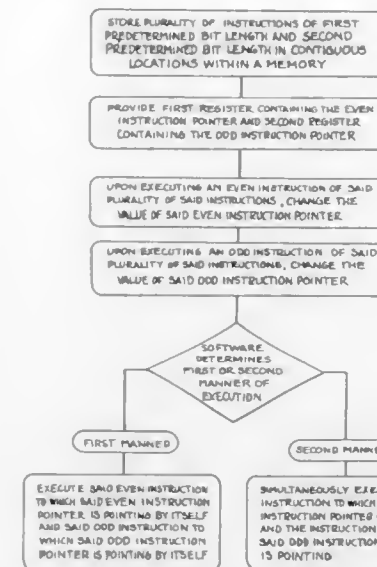 STORE PLURALITY OF INSTRUCTIONS OF FIRST
PREDETERMINED BIT LENGTH AND SECOND
PREDETERMINED BIT LENGTH IN CONTIGUOUS
LOCATIONS WITHIN A MEMORY
PROVIDE FIRST REGISTER CONTAINING THE EVEN
INSTRUCTION POINTER AND SECOND REGISTER
CONTAINING THE ODD INSTRUCTION POINTER
UPON EXECUTING AN EVEN INSTRUCTION OF SAID
PLURALITY OF SAID INSTRUCTIONS, CHANGE THE
VALUE OF SAID EVEN INSTRUCTION POINTER
UPON EXECUTING AN ODD INSTRUCTION OF SAID
PLURALITY OF SAID INSTRUCTIONS, CHANGE THE
VALUE OF SAID ODD INSTRUCTION POINTER
SOFTWARE
DETERMINES
FIRST OR SECOND
MANNER OF
EXECUTION
FIRST MANNED
SECOND MANNE
EXECUTE SAID EVEN INSTRUCTION
TO WHICH SAID EVEN INSTRUCTION
POINTER IS POINTING BY ITSELF
AND SAID ODD INSTRUCTION TO
WHICH SAID ODD INSTRUCTION
POINTER IS POINTING BY ITSELF
SIMULTANEOUSLY EXE
INSTRUCTION TO WHICH
INSTRUCTION POINTER
AND THE INSTRUCTION
SAID ODD INSTRUCTION
IS POINTING